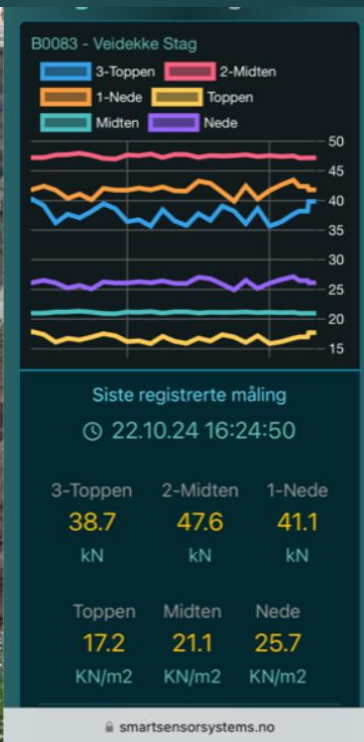 B0083 - Veidekke Stag
3-Toppen 2-Midten
1-Nede Toppen
Midten Nede
50
45
40
35
30
25
20
15
Siste registrerte måling
22.10.24 16:24:50
3-Toppen 2-Midten 1-Nede
38.7 47.6 41.1
kN kN kN
Toppen Midten Nede
17.2 21.1 25.7
KN/m2 KN/m2 KN/m2
smartsensorsystems.no